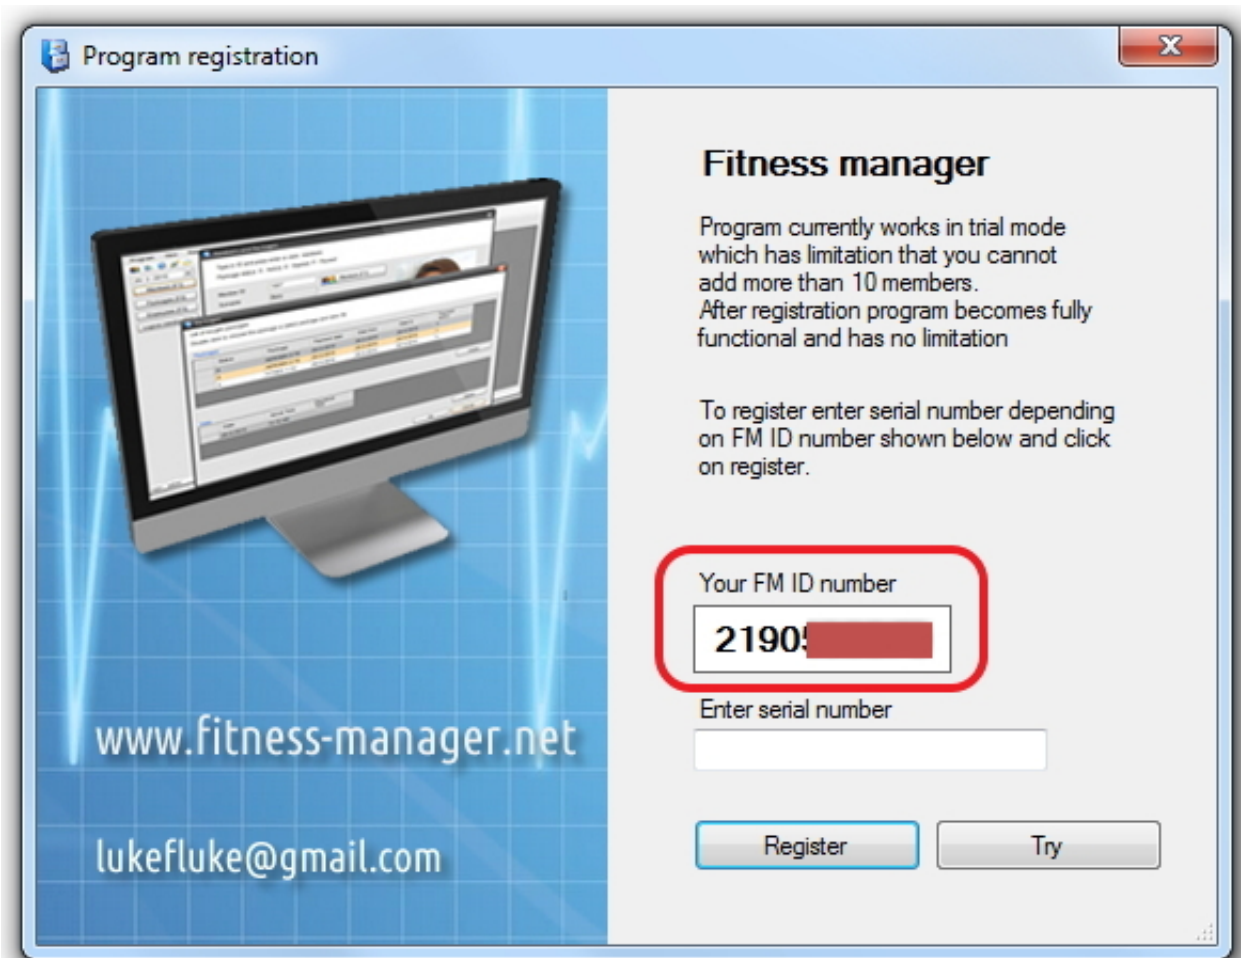 Program registration
Fitness manager
Program currently works in trial mode
which has limitation that you cannot
add more than 10 members.
After registration program becomes fully
functional and has no limitation
To register enter serial number depending
on FM ID number shown below and click
on register.
Your FM ID number
2190
Enter serial number
Register
Try
www.fitness-manager.net
lukefluke@gmail.com